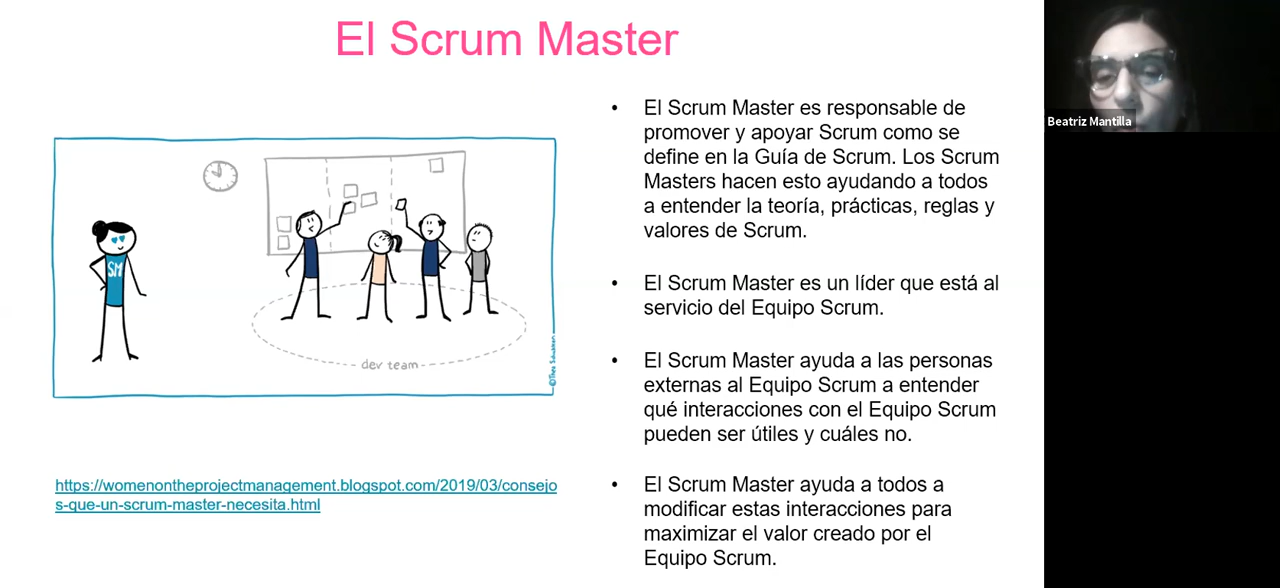 El Scrum Master
Beatriz Mantilla
SM
dev team
• El Scrum Master es responsable de
promover y apoyar Scrum como se
define en la Guía de Scrum. Los Scrum
Masters hacen esto ayudando a todos
a entender la teoría, prácticas, reglas y
valores de Scrum.
• El Scrum Master es un líder que está al
servicio del Equipo Scrum.
• El Scrum Master ayuda a las personas
externas al Equipo Scrum a entender
qué interacciones con el Equipo Scrum
pueden ser útiles y cuáles no.
• El Scrum Master ayuda a todos a
modificar estas interacciones para
maximizar el valor creado por el
Equipo Scrum.
https://womenontheprojectmanagement.blogspot.com/2019/03/consejo
s-que-un-scrum-master-necesita.html